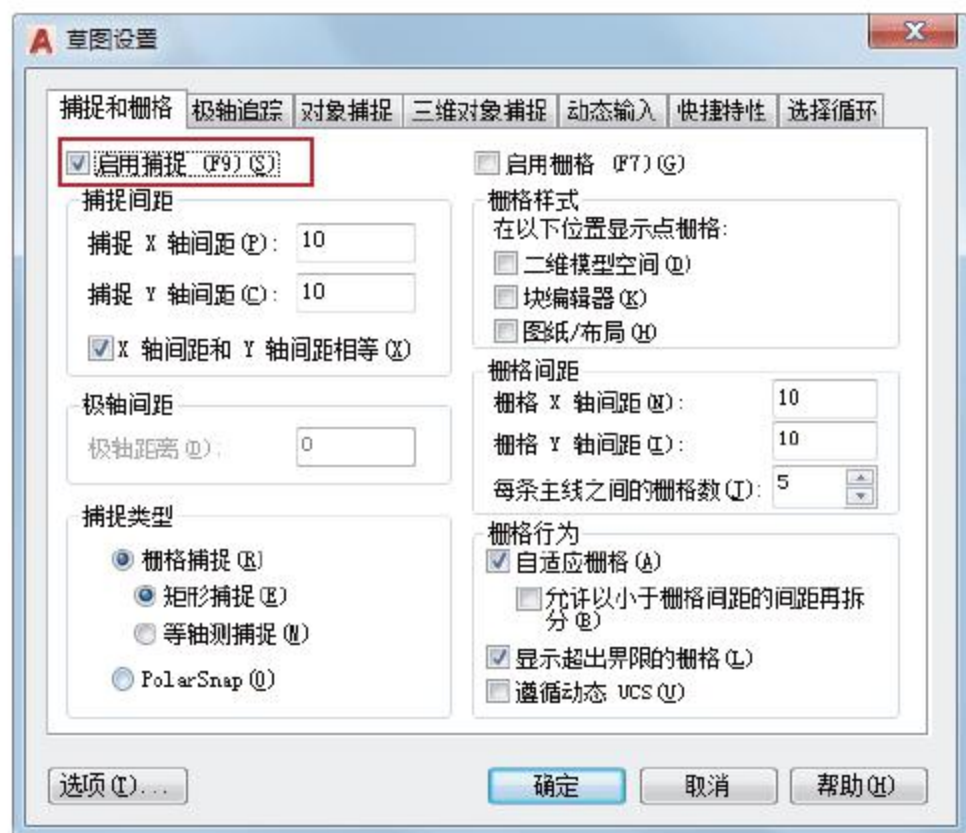 草图设置
捕捉和栅格 极轴追踪 对象捕捉 三维对象捕捉 动态输入 快捷特性 选择循环
启用捕捉 (F9)(S)
捕捉间距
捕捉 X 轴间距(P): 10
捕捉 Y 轴间距(C): 10
X 轴间距和 Y 轴间距相等(X)
极轴间距
极轴距离(D): 0
捕捉类型
栅格捕捉(R)
矩形捕捉(E)
等轴测捕捉(M)
PolarSnap(O)
启用栅格 (F7)(G)
栅格样式
在以下位置显示点栅格:
二维模型空间(D)
块编辑器(K)
图纸/布局(H)
栅格间距
栅格 X 轴间距(N): 10
栅格 Y 轴间距(I): 10
每条主线之间的栅格数(J): 5
栅格行为
自适应栅格(A)
允许以小于栅格间距的间距再拆
分(B)
显示超出界限的栅格(L)
遵循动态 UCS(U)
选项(T)... 确定 取消 帮助(H)